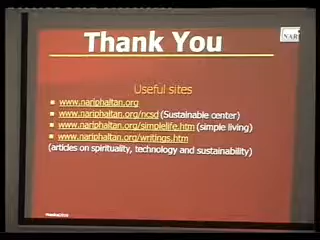 Thank You
NARI
Useful sites
www.nariphaltan.org
www.nariphaltan.org/ncsd (Sustainable center)
www.nariphaltan.org/simplelife.htm (simple living)
www.nariphaltan.org/writings.htm
(articles on spirituality, technology and sustainability)